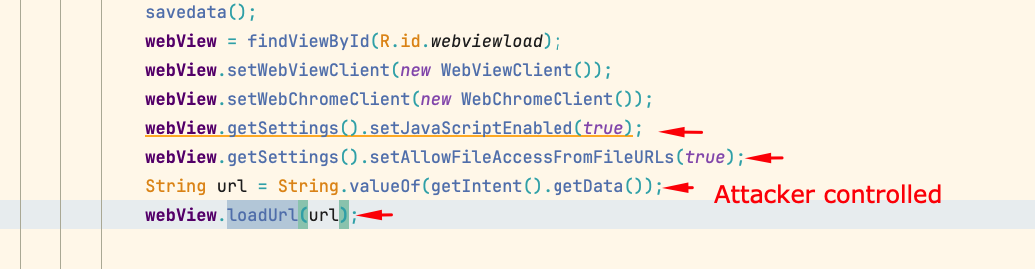 savedata();
webView = findViewById(R.id.webviewload);
webView.setWebViewClient(new WebViewClient());
webView.setWebChromeClient(new WebChromeClient());
webView.getSettings().setJavaScriptEnabled(true);
webView.getSettings().setAllowFileAccessFromFileURLs(true);
String url = String.valueOf(getIntent().getData());
Attacker controlled
webView.loadUrl(url);